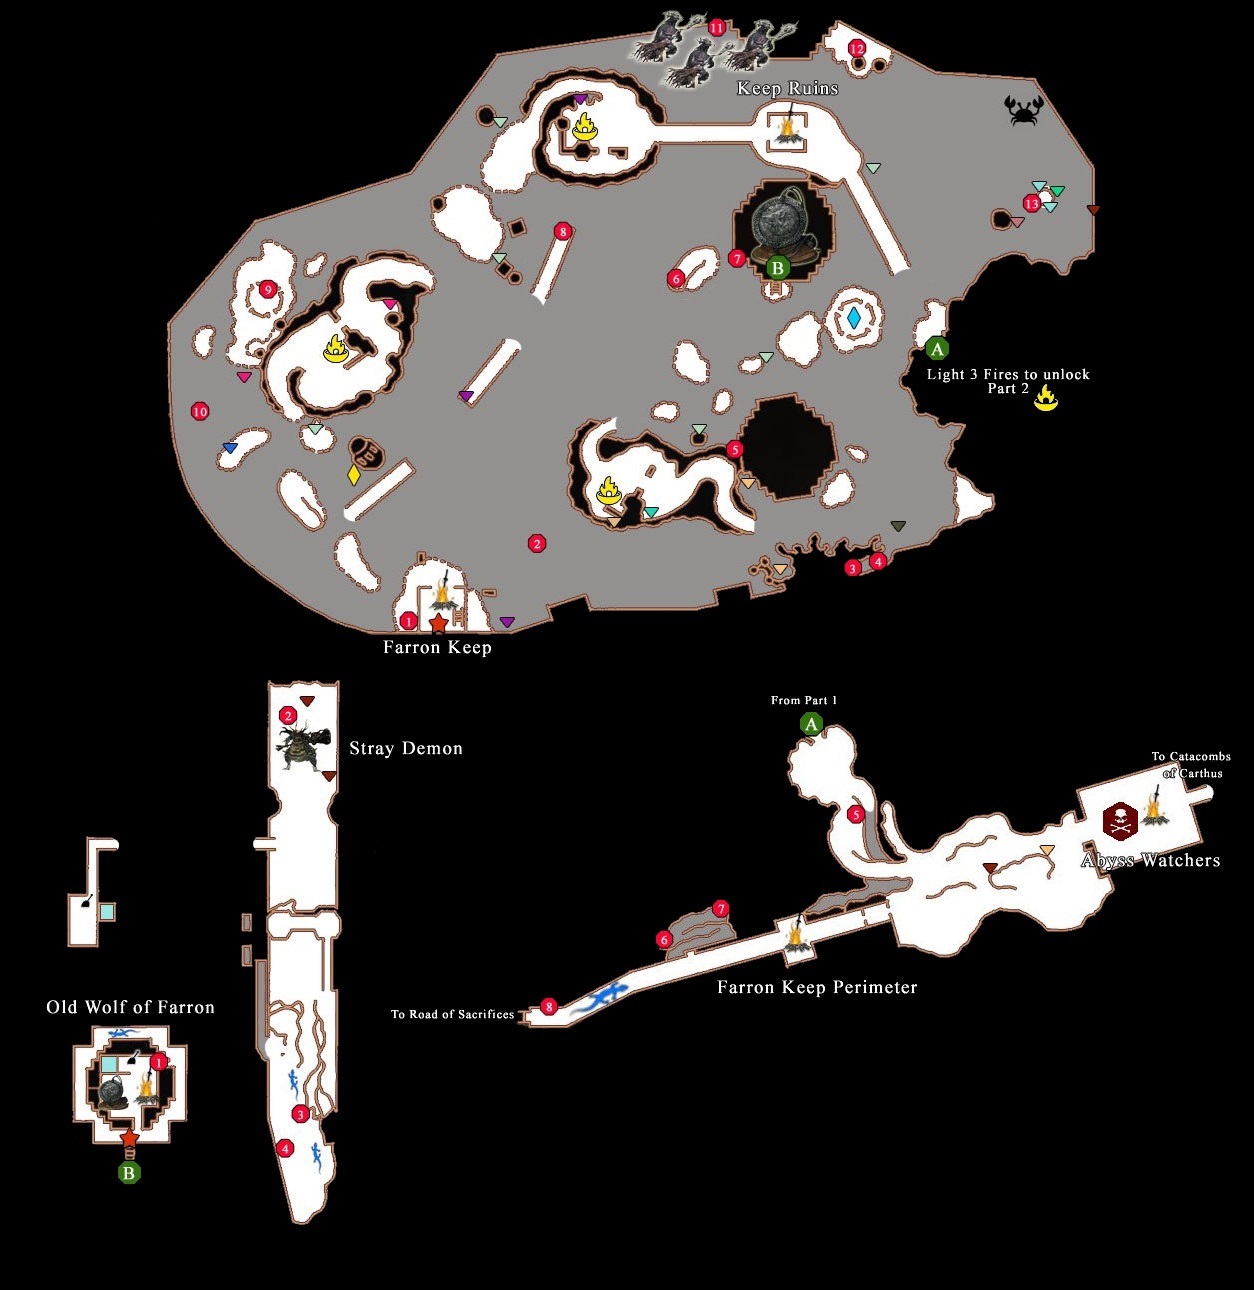 11
12
Keep Ruins
13
8
7
6
B
9
A
Light 3 Fires to unlock
Part 2
10
5
2
3
4
1
Farron Keep
From Part 1
A
2
Stray Demon
To Catacombs
of Carthus
5
Abyss Watchers
7
6
Farron Keep Perimeter
Old Wolf of Farron
8
To Road of Sacrifices
1
3
4
B